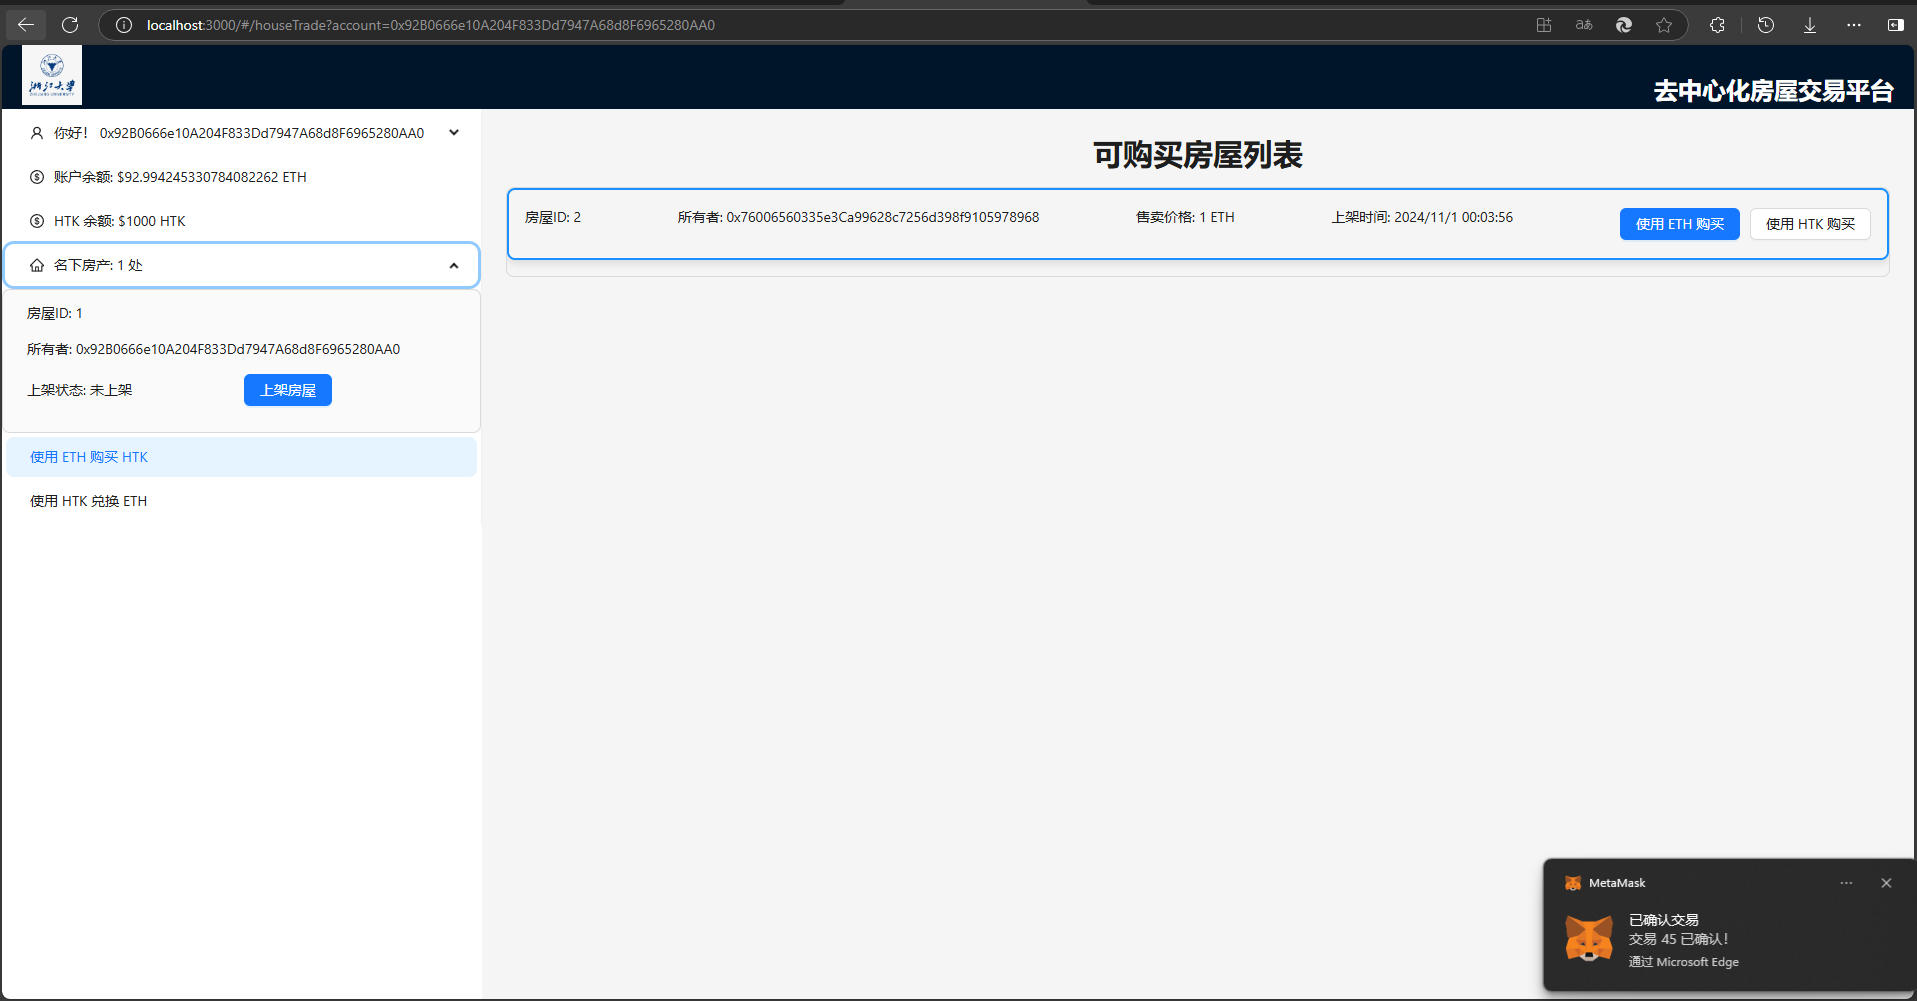 localhost:3000/#/houseTrade?account=0x92B0666e10A204F833Dd7947A68d8F6965280AA0
浙江大学
ZHEJIANG UNIVERSITY
去中心化房屋交易平台
你好！ 0x92B0666e10A204F833Dd7947A68d8F6965280AA0
账户余额: $92.994245330784082262 ETH
HTK 余额: $1000 HTK
名下房产: 1 处
房屋ID: 1
所有者: 0x92B0666e10A204F833Dd7947A68d8F6965280AA0
上架状态: 未上架
上架房屋
使用 ETH 购买 HTK
使用 HTK 兑换 ETH
可购买房屋列表
房屋ID: 2
所有者: 0x76006560335e3Ca99628c7256d398f9105978968
售卖价格: 1 ETH
上架时间: 2024/11/1 00:03:56
使用 ETH 购买
使用 HTK 购买
MetaMask
已确认交易
交易 45 已确认！
通过 Microsoft Edge